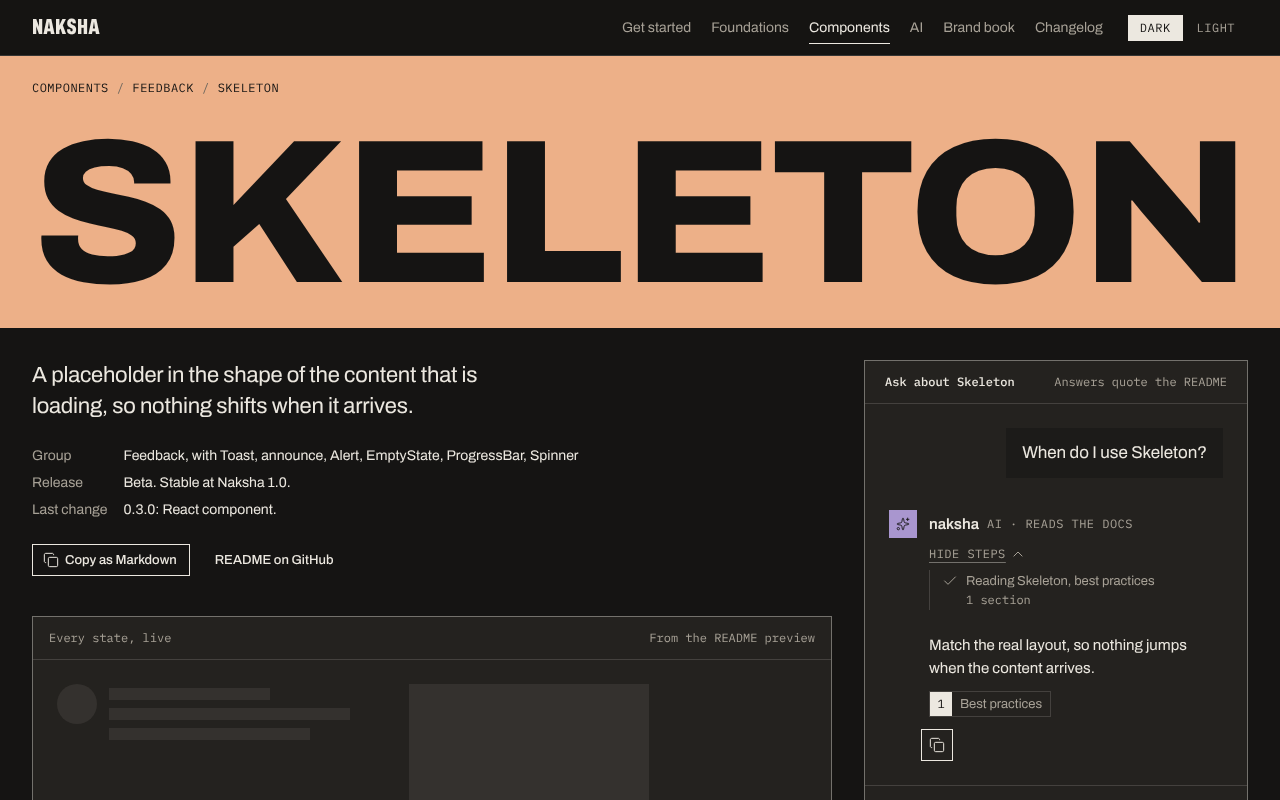 NAKSHA
Get started Foundations Components AI Brand book Changelog DARK LIGHT
COMPONENTS / FEEDBACK / SKELETON
SKELETON
A placeholder in the shape of the content that is
loading, so nothing shifts when it arrives.
Group Feedback, with Toast, announce, Alert, EmptyState, ProgressBar, Spinner
Release Beta. Stable at Naksha 1.0.
Last change 0.3.0: React component.
Copy as Markdown README on GitHub
Every state, live From the README preview
Ask about Skeleton Answers quote the README
When do I use Skeleton?
naksha AI · READS THE DOCS
HIDE STEPS
Reading Skeleton, best practices
1 section
Match the real layout, so nothing jumps
when the content arrives.
1 Best practices